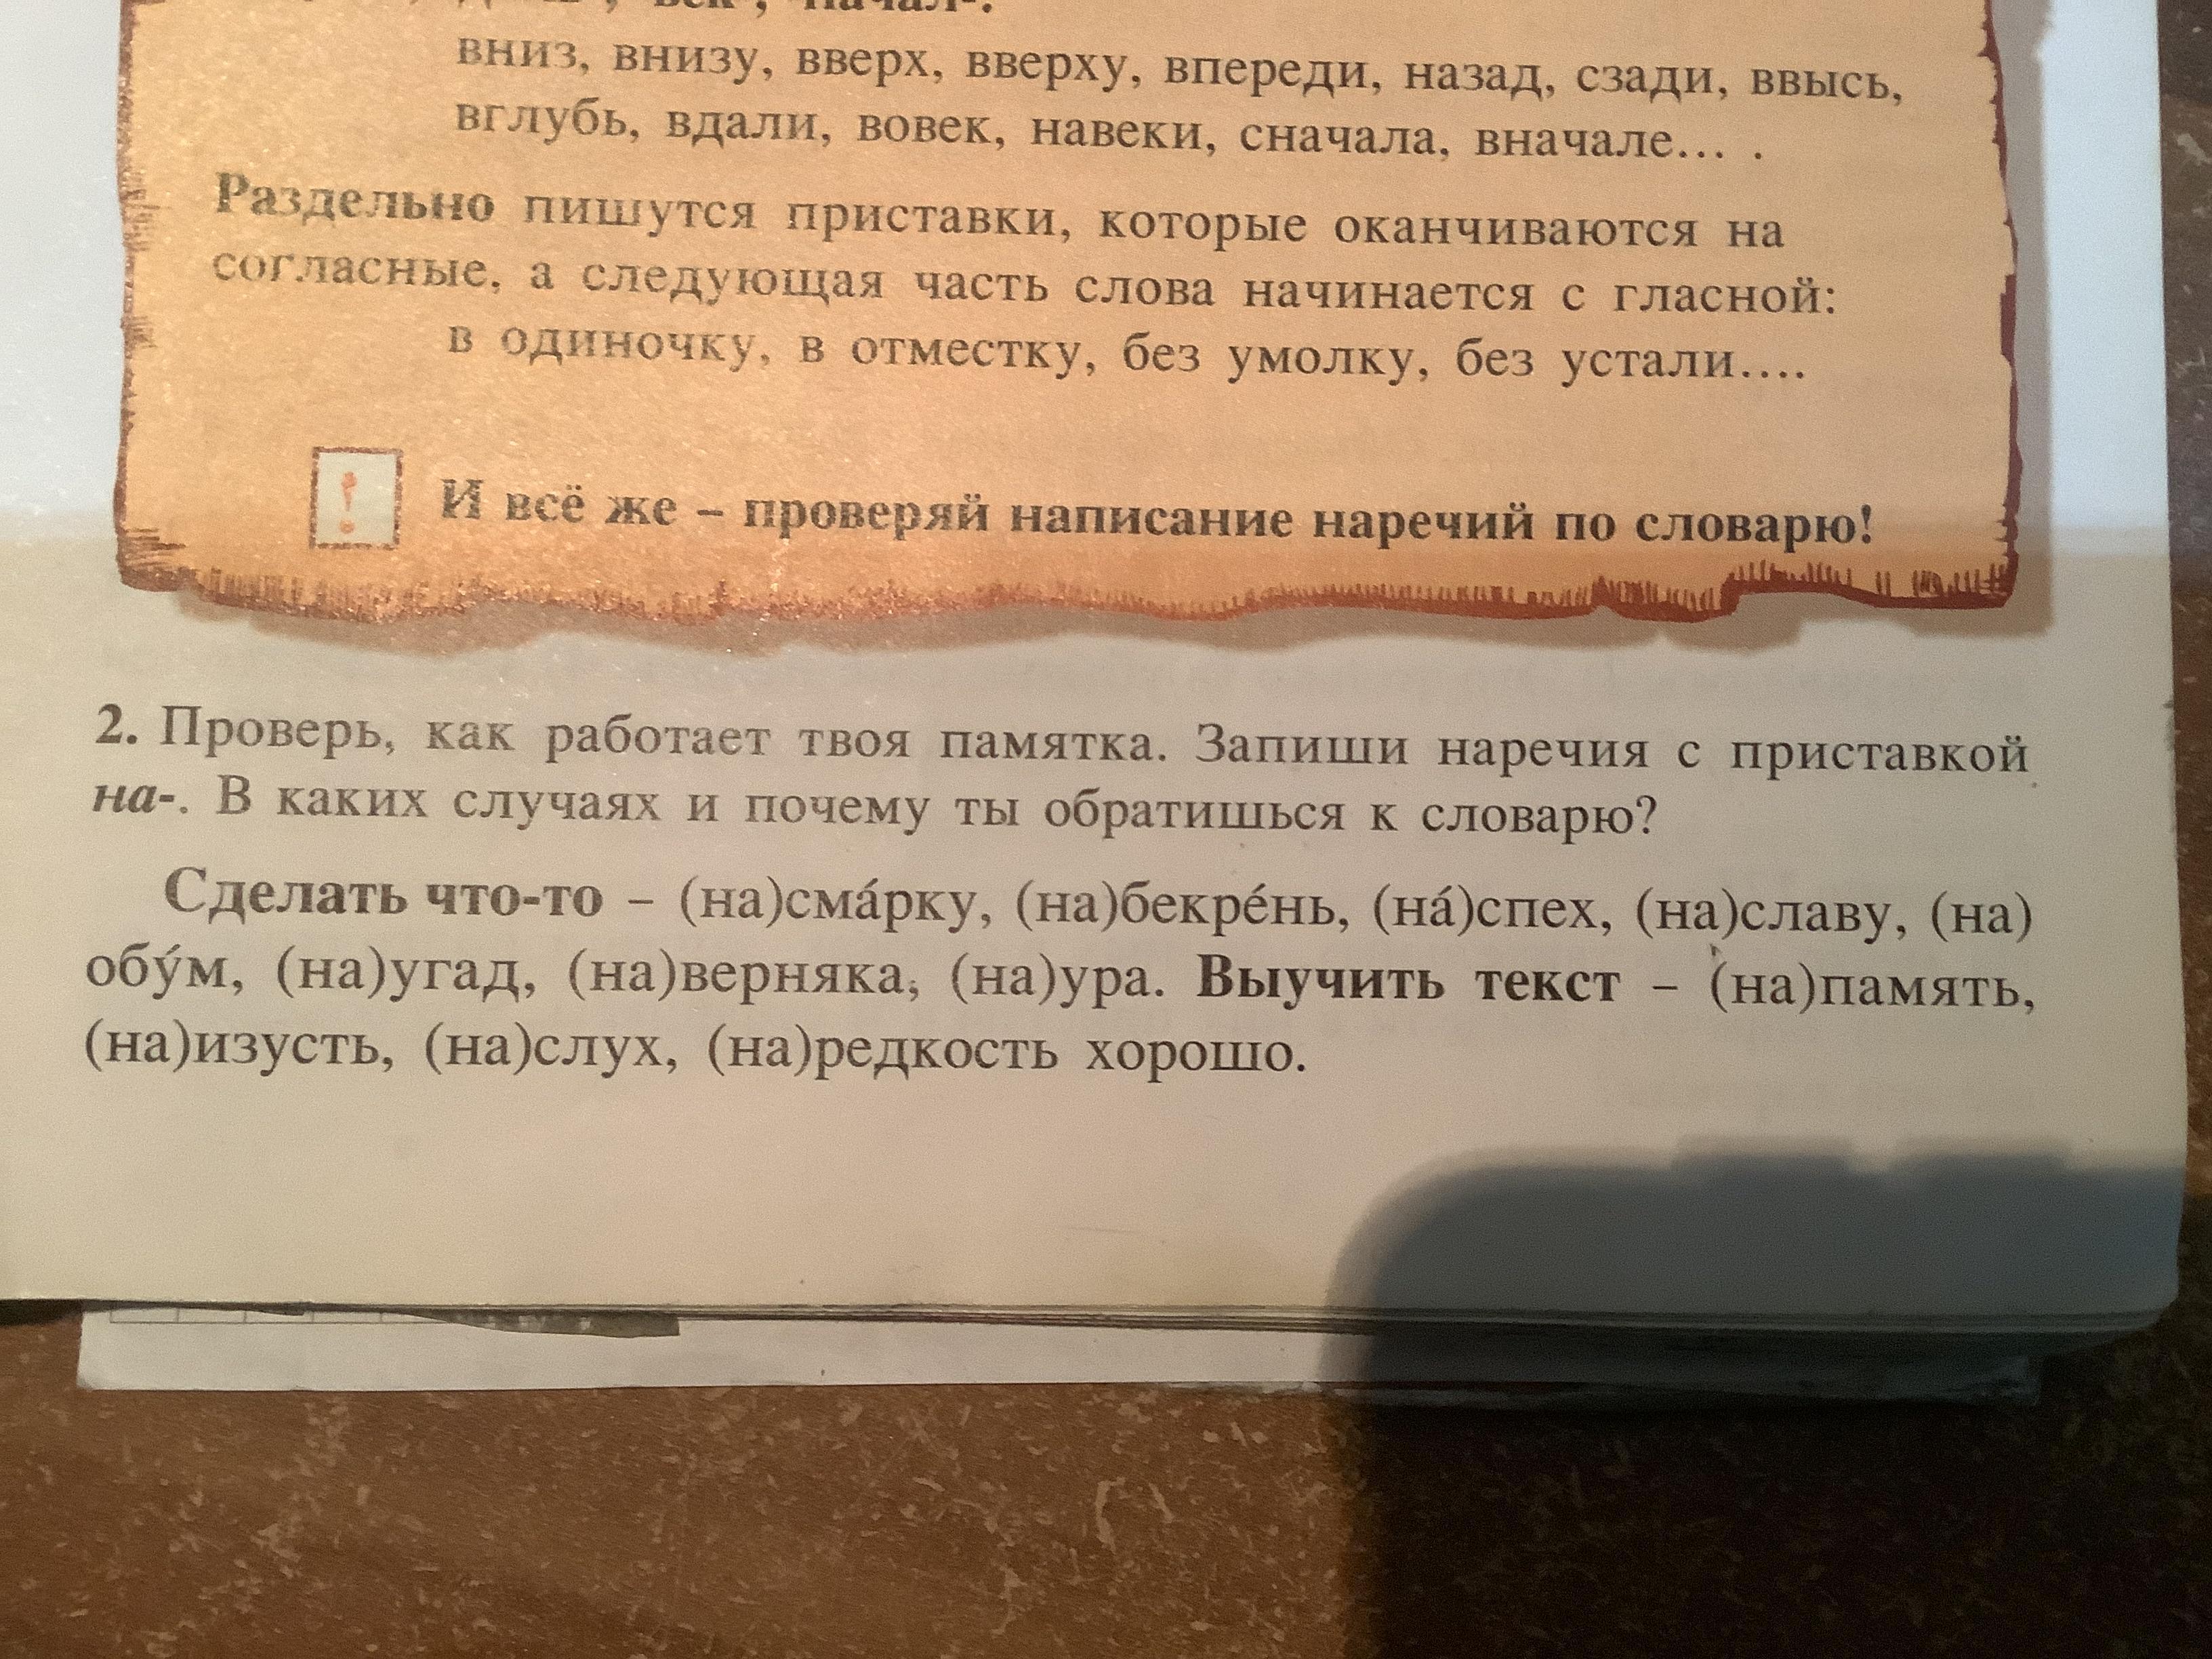 вниз, внизу, вверх, вверху, впереди, назад, сзади, ввысь,
вглубь, вдали, вовек, навеки, сначала, вначале... .
Раздельно пишутся приставки, которые оканчиваются на
согласные, а следующая часть слова начинается с гласной:
в одиночку, в отместку, без умолку, без устали....
! И всё же – проверяй написание наречий по словарю!
2. Проверь, как работает твоя памятка. Запиши наречия с приставкой
на-. В каких случаях и почему ты обратишься к словарю?
Сделать что-то – (на)сма́рку, (на)бекре́нь, (на́)спех, (на)славу, (на)
обу́м, (на)угад, (на)верняка, (на)ура. Выучить текст – (на)память,
(на)изусть, (на)слух, (на)редкость хорошо.